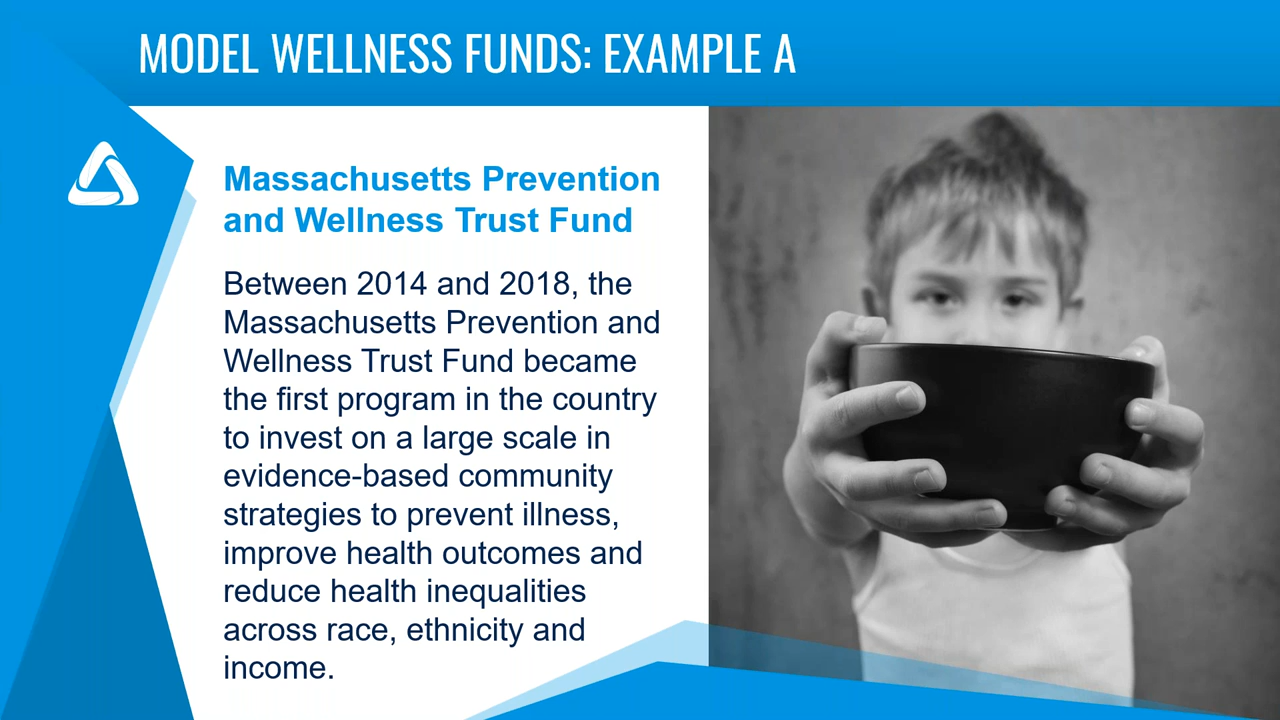 MODEL WELLNESS FUNDS: EXAMPLE A
Massachusetts Prevention
and Wellness Trust Fund
Between 2014 and 2018, the
Massachusetts Prevention and
Wellness Trust Fund became
the first program in the country
to invest on a large scale in
evidence-based community
strategies to prevent illness,
improve health outcomes and
reduce health inequalities
across race, ethnicity and
income.